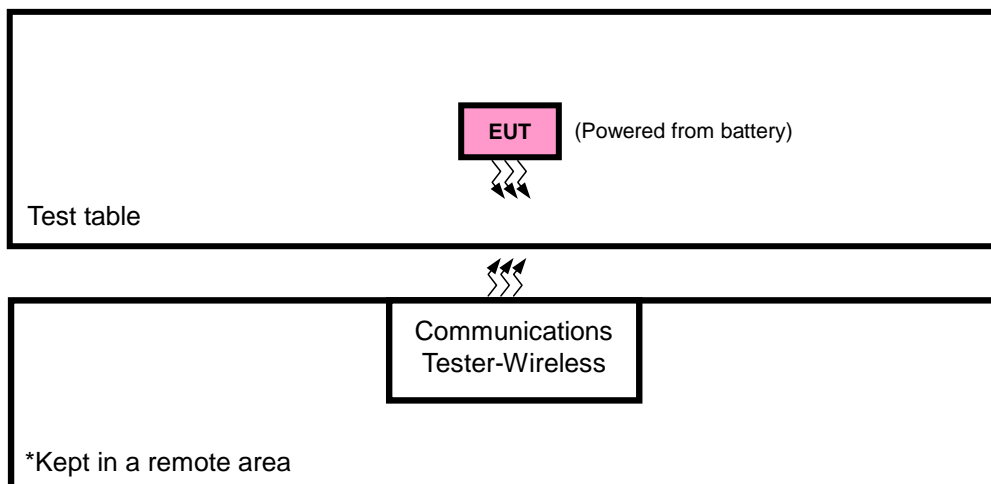 EUT (Powered from battery)
Test table
Communications
Tester-Wireless
*Kept in a remote area